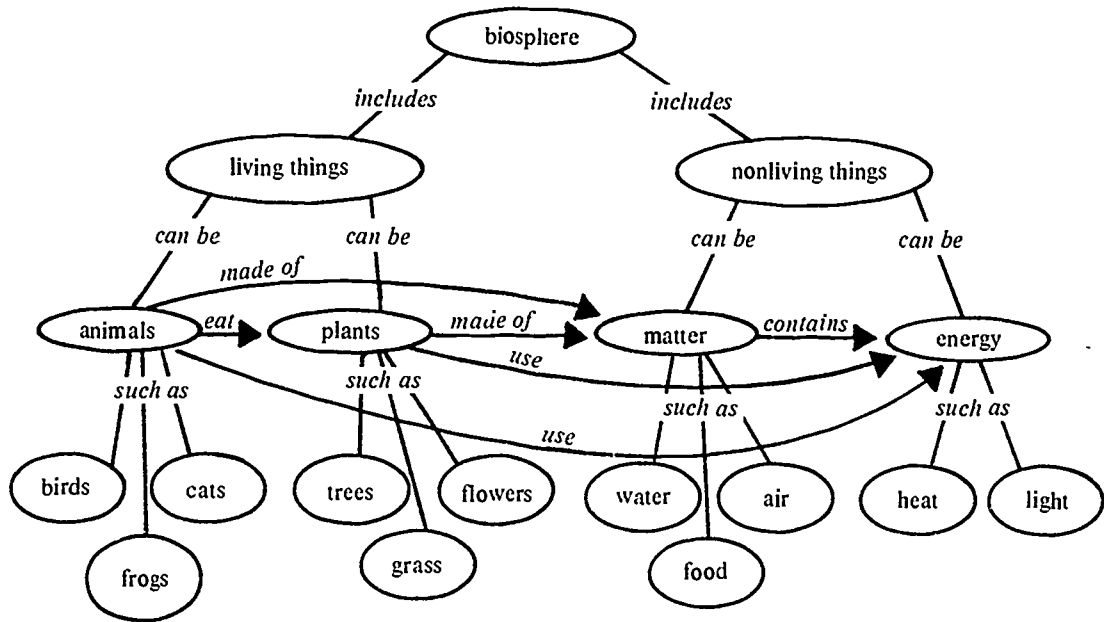 biosphere
includes
includes
living things
nonliving things
can be
can be
can be
can be
made of
animals
eat
plants
made of
matter
contains
energy
use
such as
such as
such as
such as
use
birds
cats
trees
flowers
water
air
heat
light
frogs
grass
food